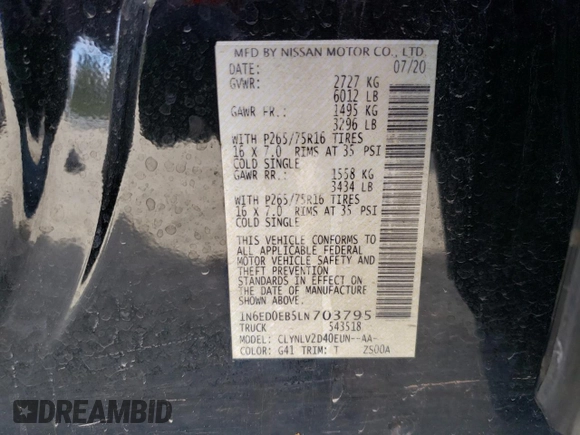 MFD BY NISSAN MOTOR CO., LTD.
DATE: 07/20
GVWR: 2727 KG
6012 LB
GAWR FR.: 1495 KG
3296 LB
WITH P265/75R16 TIRES
16 X 7.0 RIMS AT 35 PSI
COLD SINGLE
GAWR RR.: 1558 KG
3434 LB
WITH P265/75R16 TIRES
16 X 7.0 RIMS AT 35 PSI
COLD SINGLE
THIS VEHICLE CONFORMS TO
ALL APPLICABLE FEDERAL
MOTOR VEHICLE SAFETY AND
THEFT PREVENTION
STANDARDS IN EFFECT ON
THE DATE OF MANUFACTURE
SHOWN ABOVE.
1N6ED0EB5LN703795
TRUCK 543518
MODEL: CLYNLV2D40EUN--AA-
COLOR: G41 TRIM: T 2S00A
DREAMBID